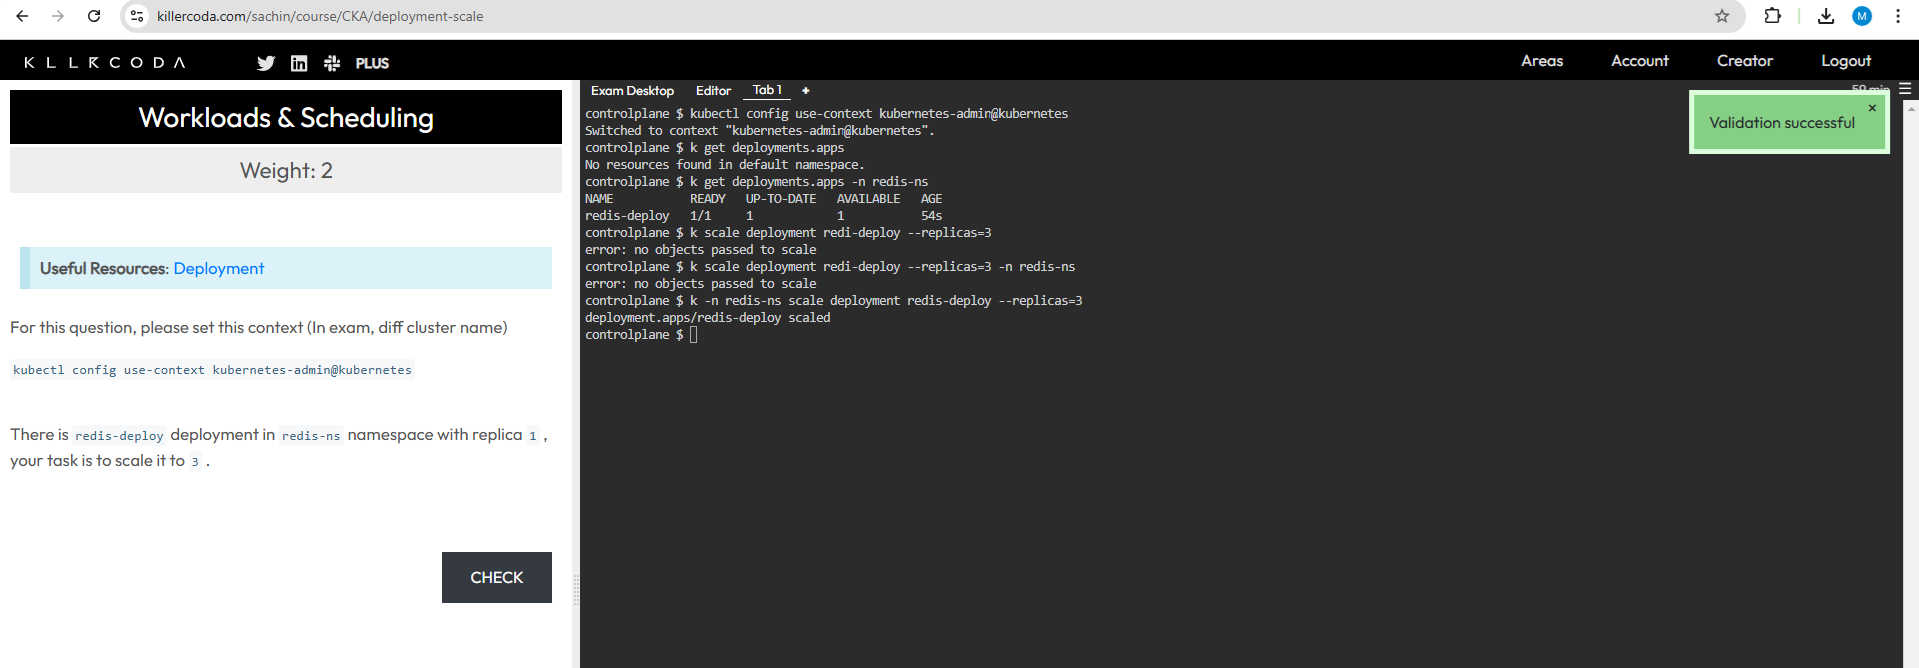 killercoda.com/sachin/course/CKA/deployment-scale
M
KLLRCODA
PLUS
Areas
Account
Creator
Logout
Workloads & Scheduling
Weight: 2
Useful Resources: Deployment
For this question, please set this context (In exam, diff cluster name)
kubectl config use-context kubernetes-admin@kubernetes
There is redis-deploy deployment in redis-ns namespace with replica 1 ,
your task is to scale it to 3 .
CHECK
Exam Desktop
Editor
Tab 1
+
59 min
Validation successful
×
controlplane $ kubectl config use-context kubernetes-admin@kubernetes
Switched to context "kubernetes-admin@kubernetes".
controlplane $ k get deployments.apps
No resources found in default namespace.
controlplane $ k get deployments.apps -n redis-ns
NAME READY UP-TO-DATE AVAILABLE AGE
redis-deploy 1/1 1 1 54s
controlplane $ k scale deployment redi-deploy --replicas=3
error: no objects passed to scale
controlplane $ k scale deployment redi-deploy --replicas=3 -n redis-ns
error: no objects passed to scale
controlplane $ k -n redis-ns scale deployment redis-deploy --replicas=3
deployment.apps/redis-deploy scaled
controlplane $